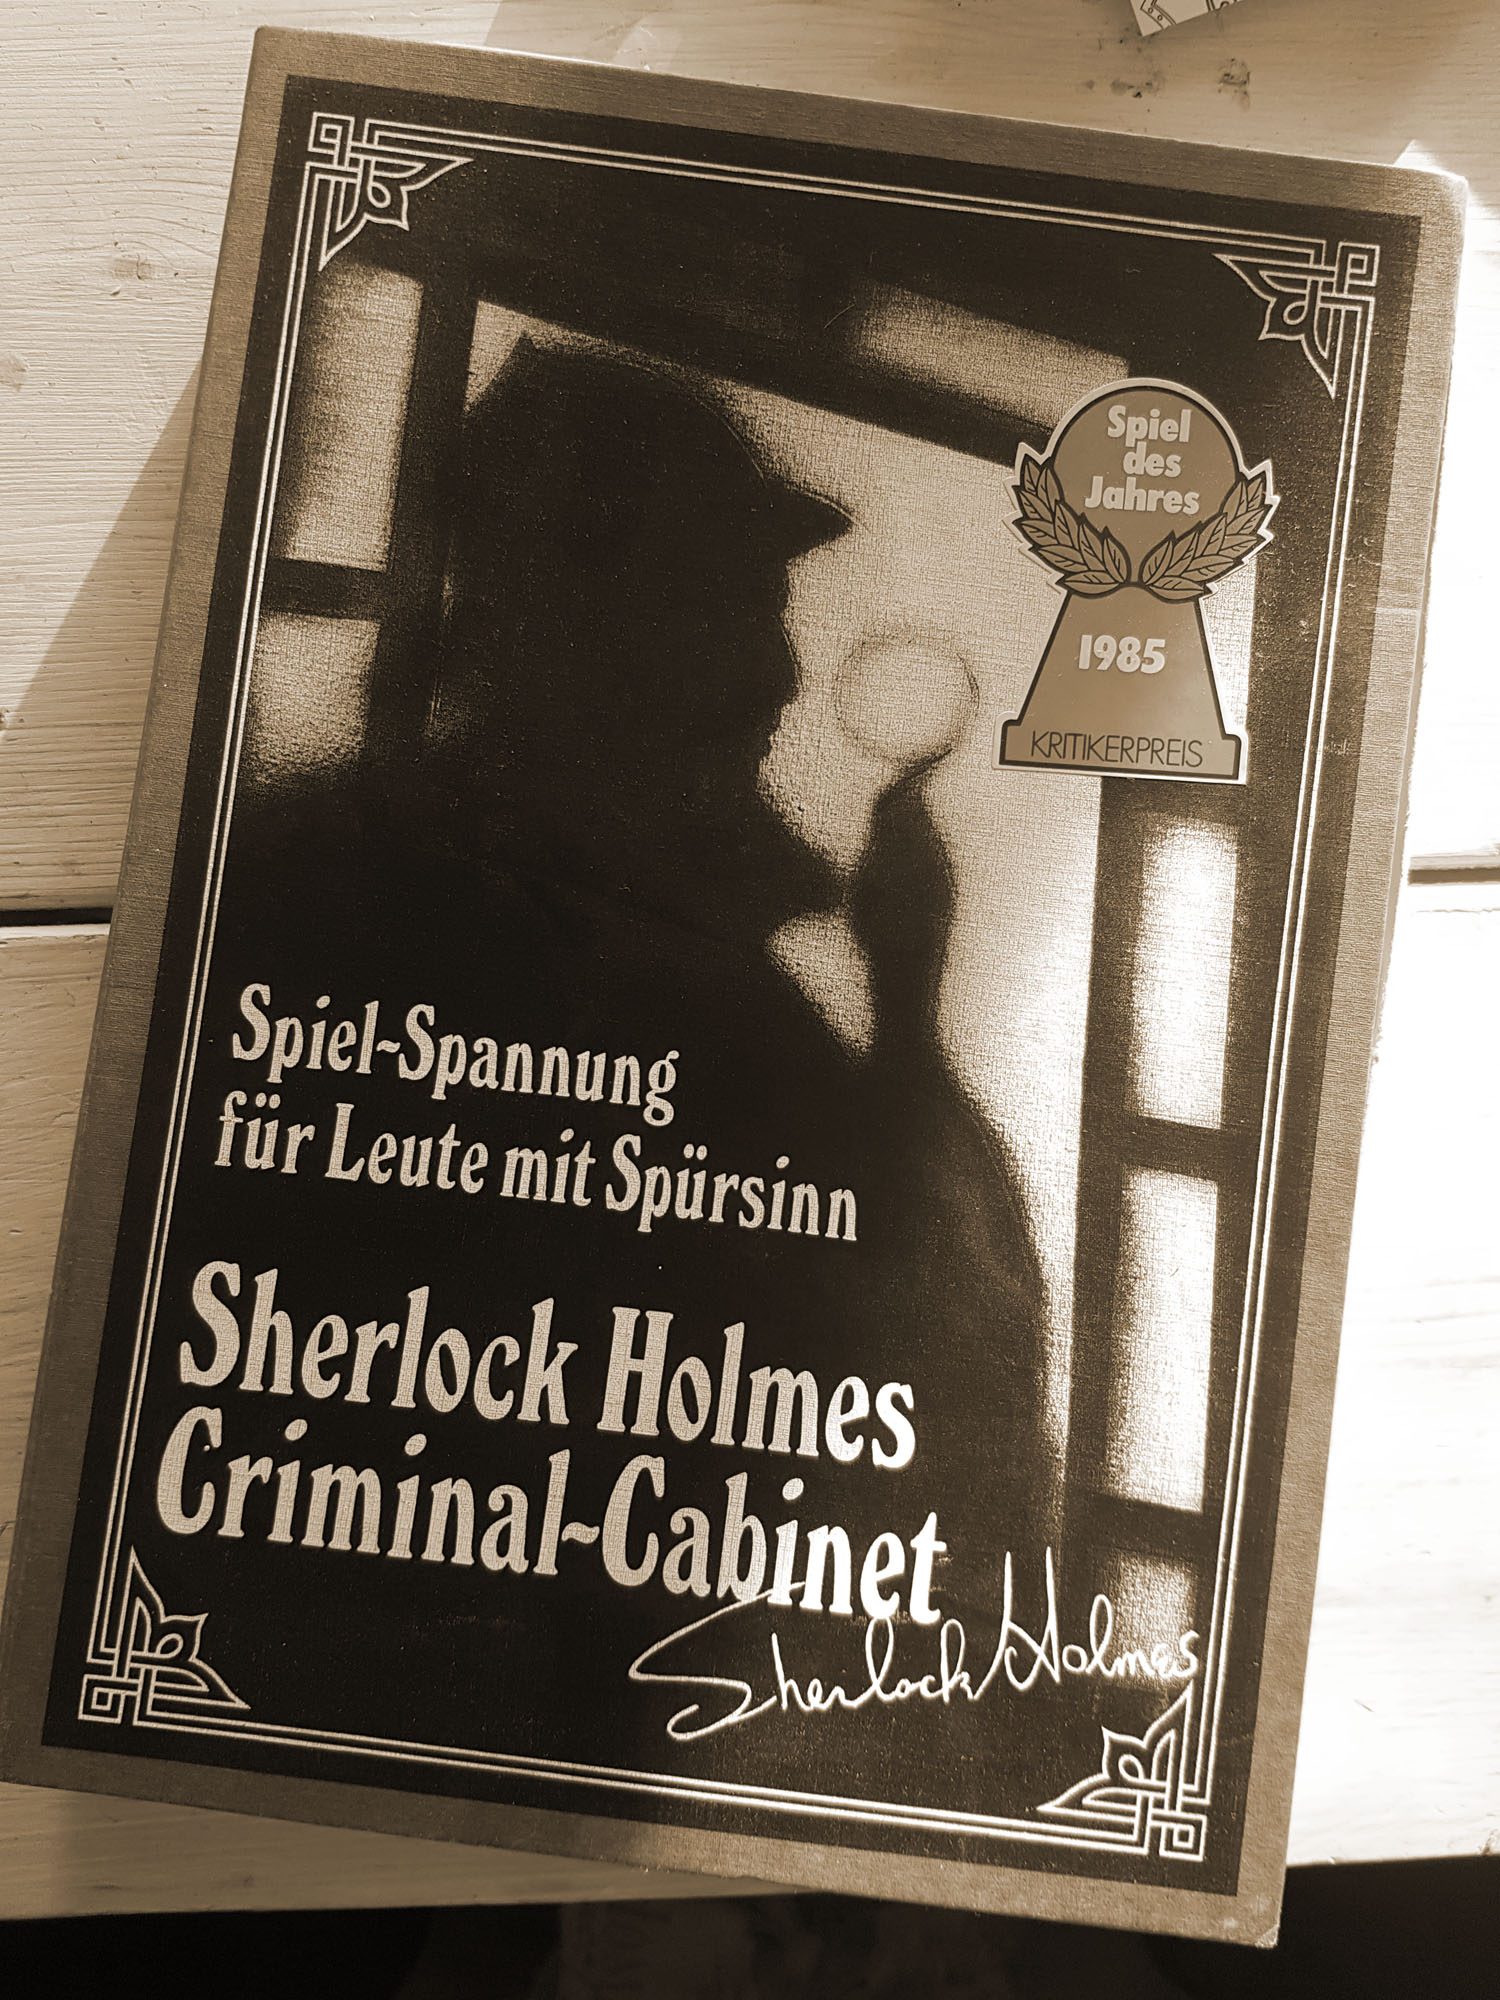 Spiel
des
Jahres
1985
KRITIKERPREIS
Spiel-Spannung
für Leute mit Spürsinn
Sherlock Holmes
Criminal-Cabinet
Sherlock Holmes